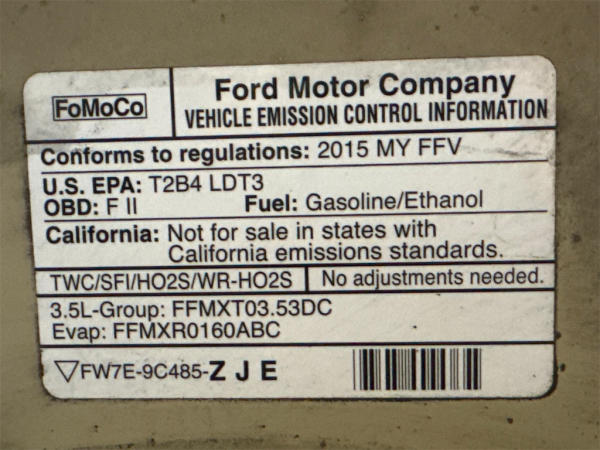 FoMoCo
Ford Motor Company
VEHICLE EMISSION CONTROL INFORMATION
Conforms to regulations: 2015 MY FFV
U.S. EPA: T2B4 LDT3
OBD: F II Fuel: Gasoline/Ethanol
California: Not for sale in states with
California emissions standards.
TWC/SFI/HO2S/WR-HO2S No adjustments needed.
3.5L-Group: FFMXT03.53DC
Evap: FFMXR0160ABC
▽FW7E-9C485-Z J E